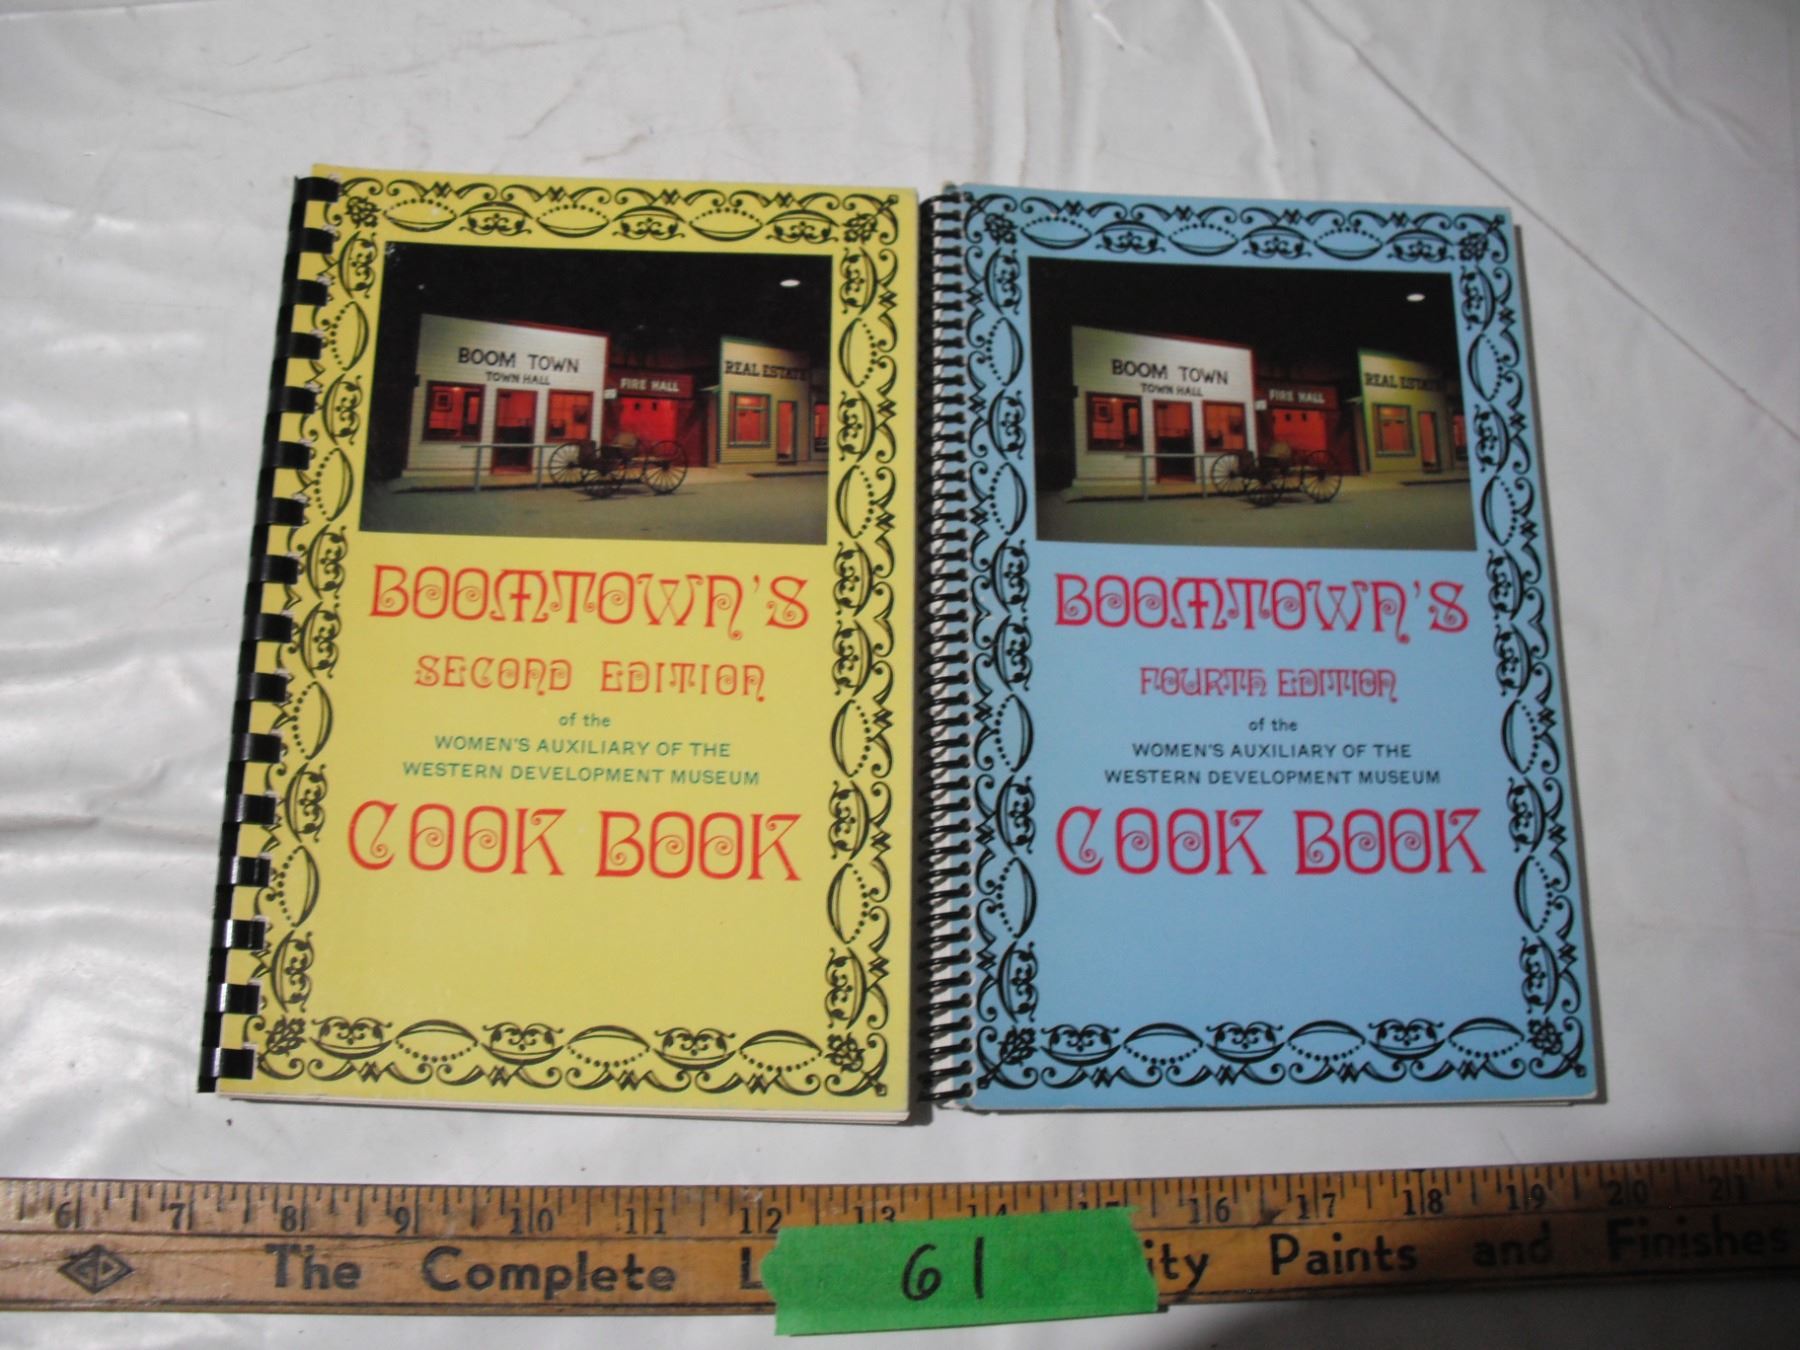 BOOM TOWN
TOWN HALL
FIRE HALL
REAL ESTATE
BOOMTOWN'S
SECOND EDITION
of the
WOMEN'S AUXILIARY OF THE
WESTERN DEVELOPMENT MUSEUM
COOK BOOK
BOOM TOWN
TOWN HALL
FIRE HALL
REAL ESTATE
BOOMTOWN'S
FOURTH EDITION
of the
WOMEN'S AUXILIARY OF THE
WESTERN DEVELOPMENT MUSEUM
COOK BOOK
6 7 8 9 10 11 12 13 14 15 16 17 18 19 20 21
The Complete L ity Paints and Finishes
61